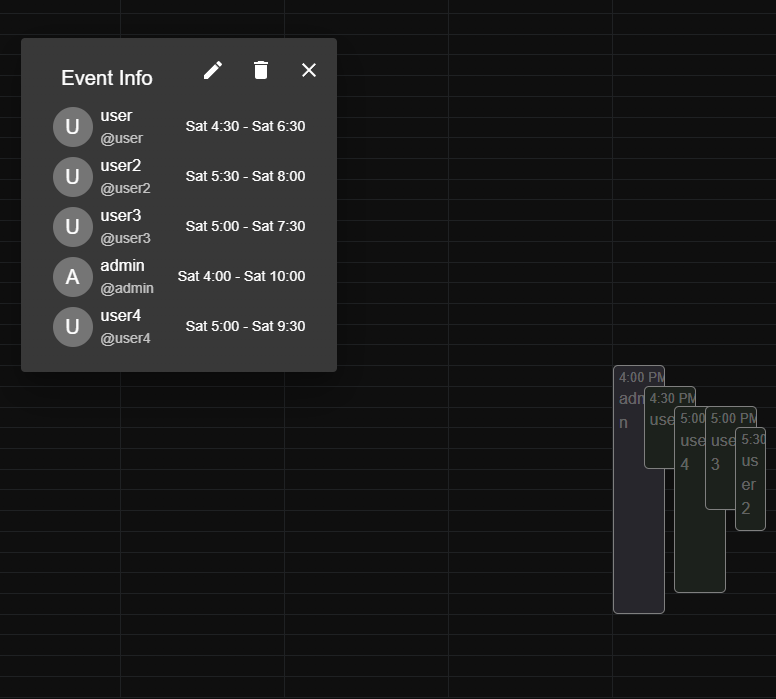 Event Info
U
user
@user
Sat 4:30 - Sat 6:30
U
user2
@user2
Sat 5:30 - Sat 8:00
U
user3
@user3
Sat 5:00 - Sat 7:30
A
admin
@admin
Sat 4:00 - Sat 10:00
U
user4
@user4
Sat 5:00 - Sat 9:30
4:00 PM
adm
n
4:30 PM
use
5:00
use
4
5:00 PM
use
3
5:30
us
er
2